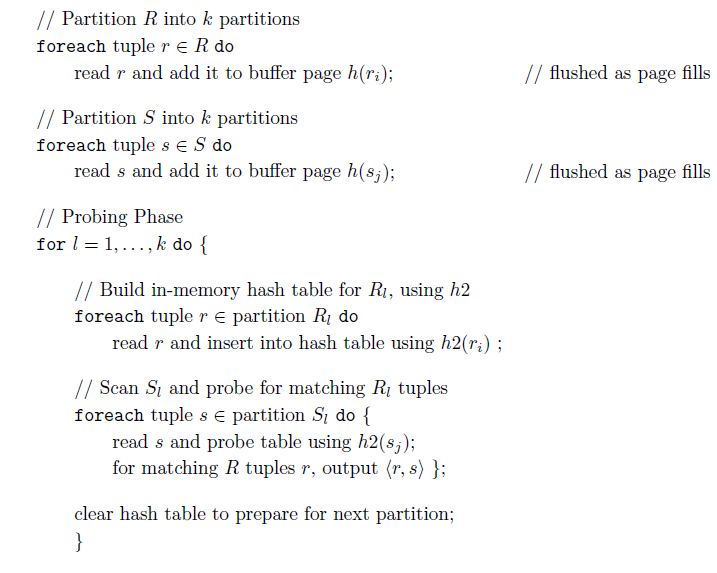 // Partition R into k partitions
foreach tuple r ∈ R do
read r and add it to buffer page h(rᵢ); // flushed as page fills
// Partition S into k partitions
foreach tuple s ∈ S do
read s and add it to buffer page h(sⱼ); // flushed as page fills
// Probing Phase
for l = 1, . . . , k do {
// Build in-memory hash table for Rₗ, using h2
foreach tuple r ∈ partition Rₗ do
read r and insert into hash table using h2(rᵢ) ;
// Scan Sₗ and probe for matching Rₗ tuples
foreach tuple s ∈ partition Sₗ do {
read s and probe table using h2(sⱼ);
for matching R tuples r, output ⟨r, s⟩ };
clear hash table to prepare for next partition;
}